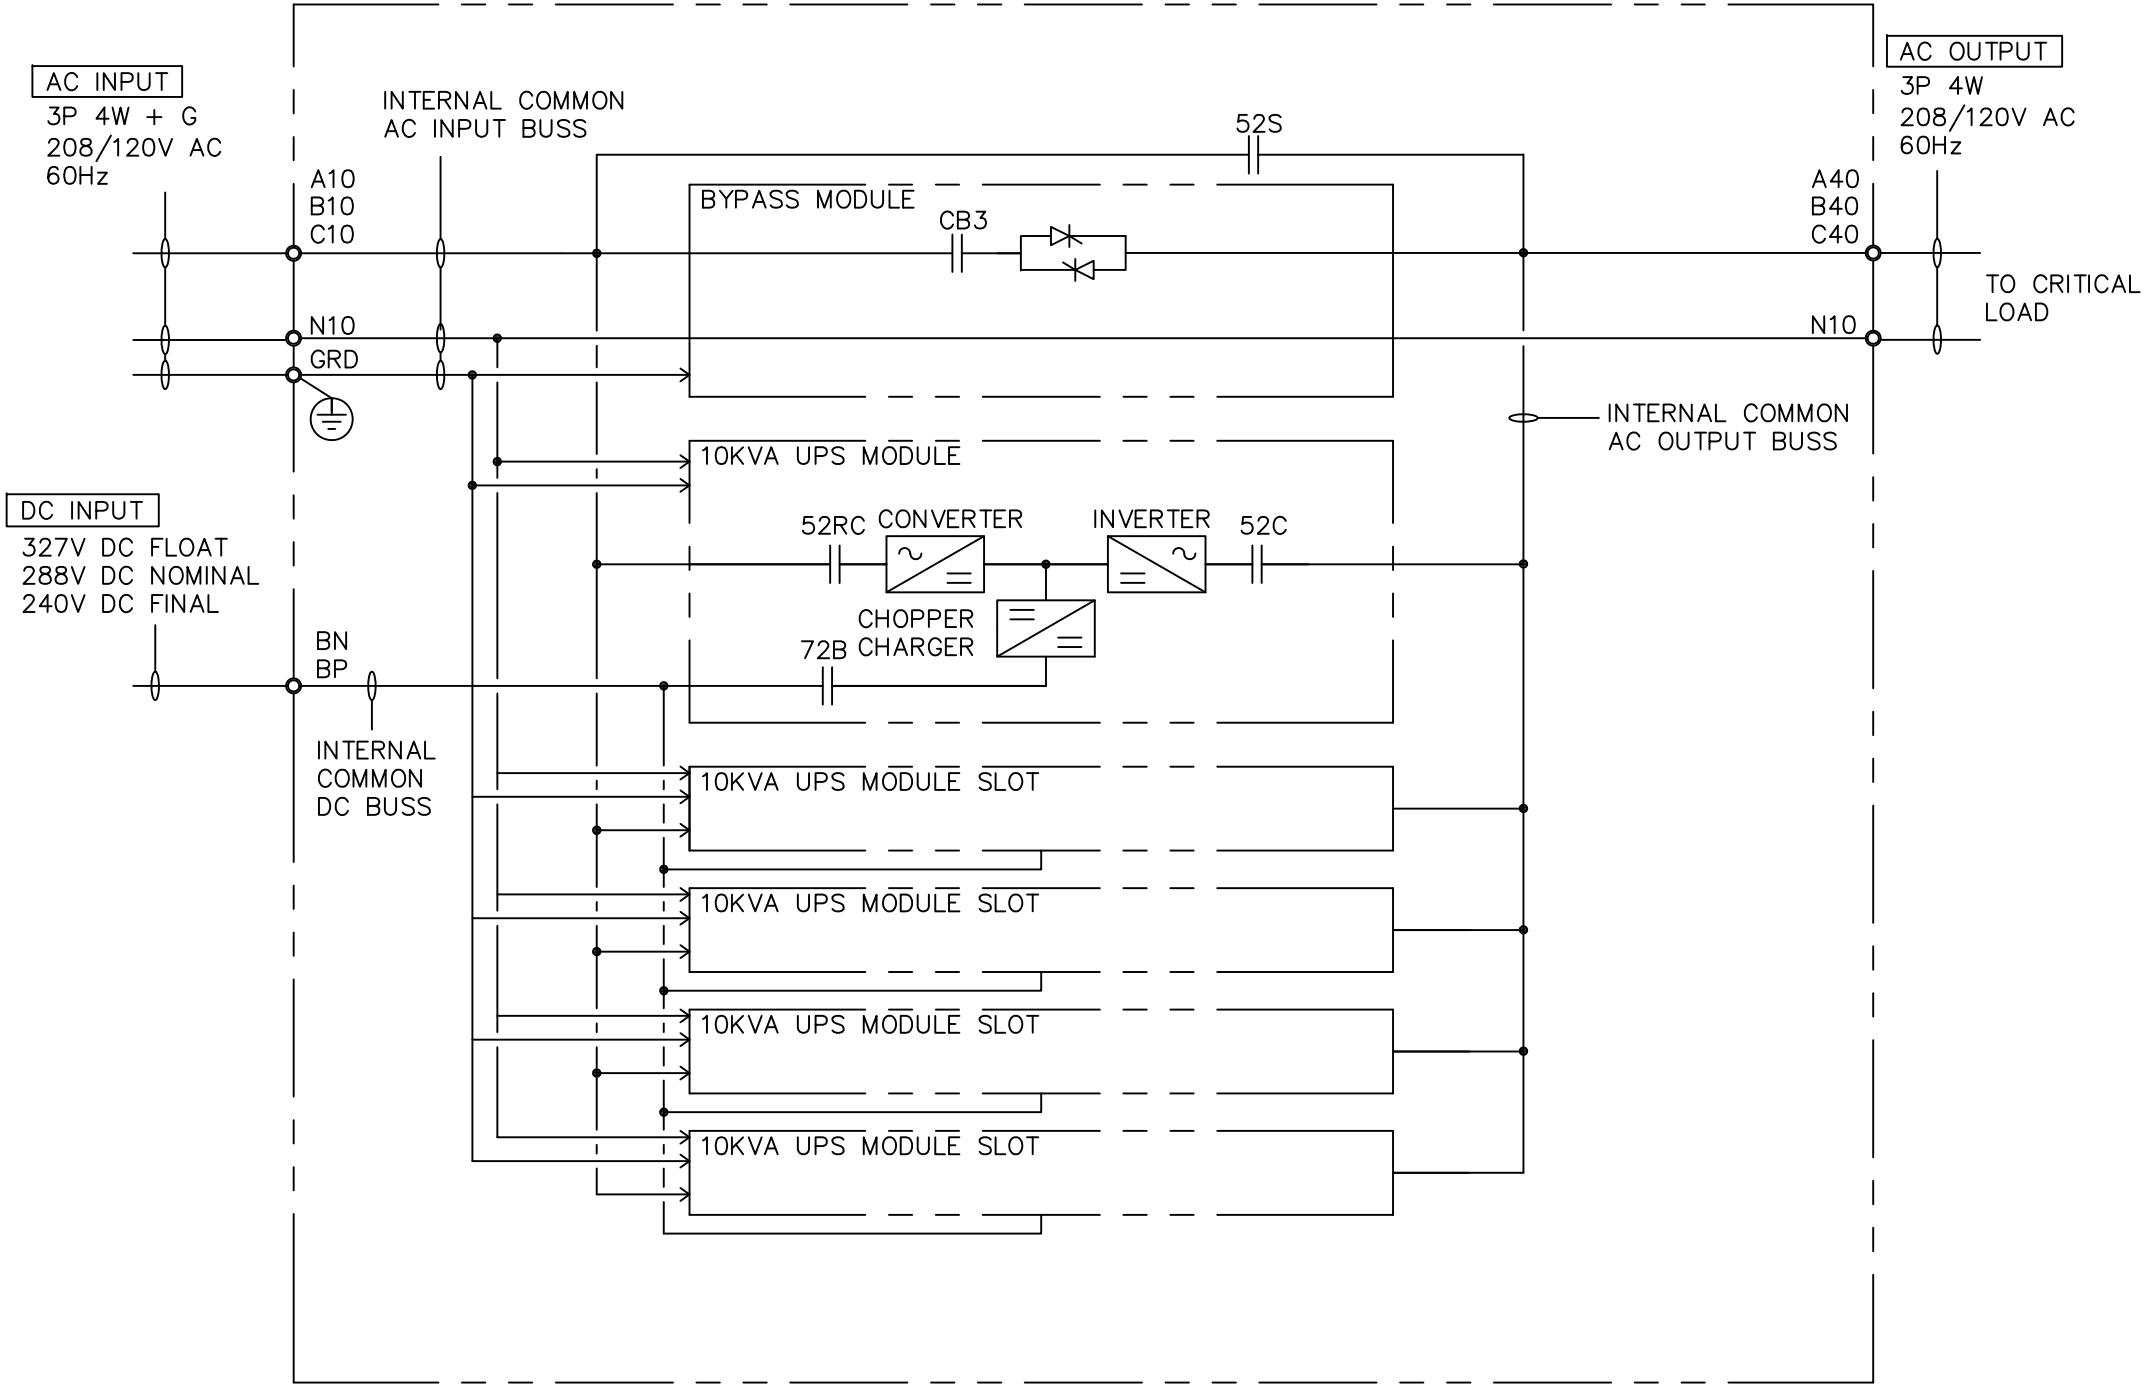 AC INPUT
3P 4W + G
208/120V AC
60Hz
INTERNAL COMMON
AC INPUT BUSS
A10
B10
C10
N10
GRD
52S
BYPASS MODULE
CB3
AC OUTPUT
3P 4W
208/120V AC
60Hz
A40
B40
C40
N10
TO CRITICAL
LOAD
INTERNAL COMMON
AC OUTPUT BUSS
DC INPUT
327V DC FLOAT
288V DC NOMINAL
240V DC FINAL
BN
BP
INTERNAL
COMMON
DC BUSS
10KVA UPS MODULE
52RC
CONVERTER
INVERTER
52C
CHOPPER
CHARGER
72B
10KVA UPS MODULE SLOT
10KVA UPS MODULE SLOT
10KVA UPS MODULE SLOT
10KVA UPS MODULE SLOT